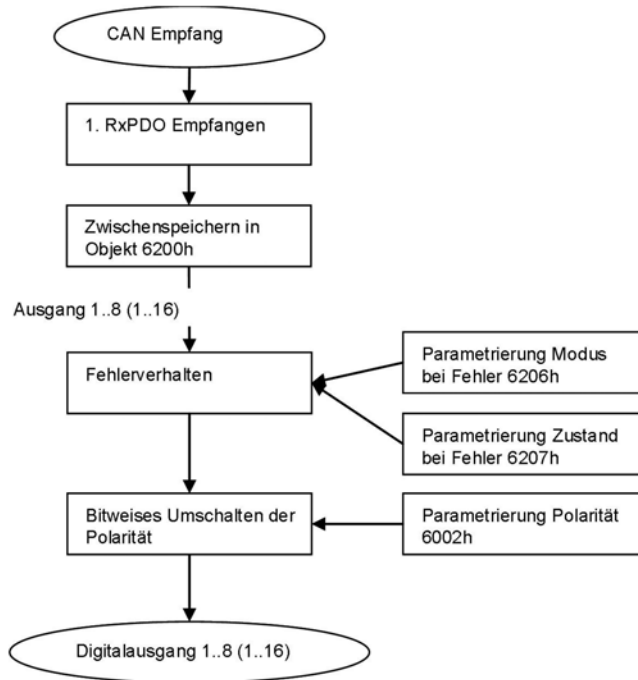 CAN Empfang
1. RxPDO Empfangen
Zwischenspeichern in
Objekt 6200h
Ausgang 1..8 (1..16)
Fehlerverhalten
Parametrierung Modus
bei Fehler 6206h
Parametrierung Zustand
bei Fehler 6207h
Bitweises Umschalten der
Polarität
Parametrierung Polarität
6002h
Digitalausgang 1..8 (1..16)